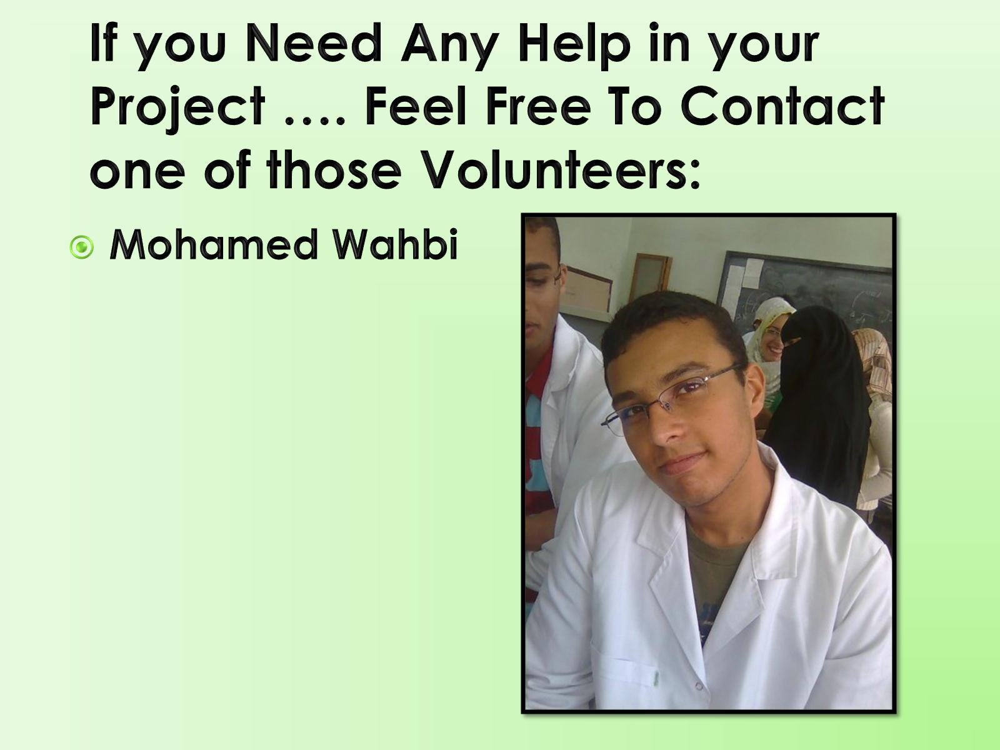 If you Need Any Help in your
Project .... Feel Free To Contact
one of those Volunteers:
Mohamed Wahbi